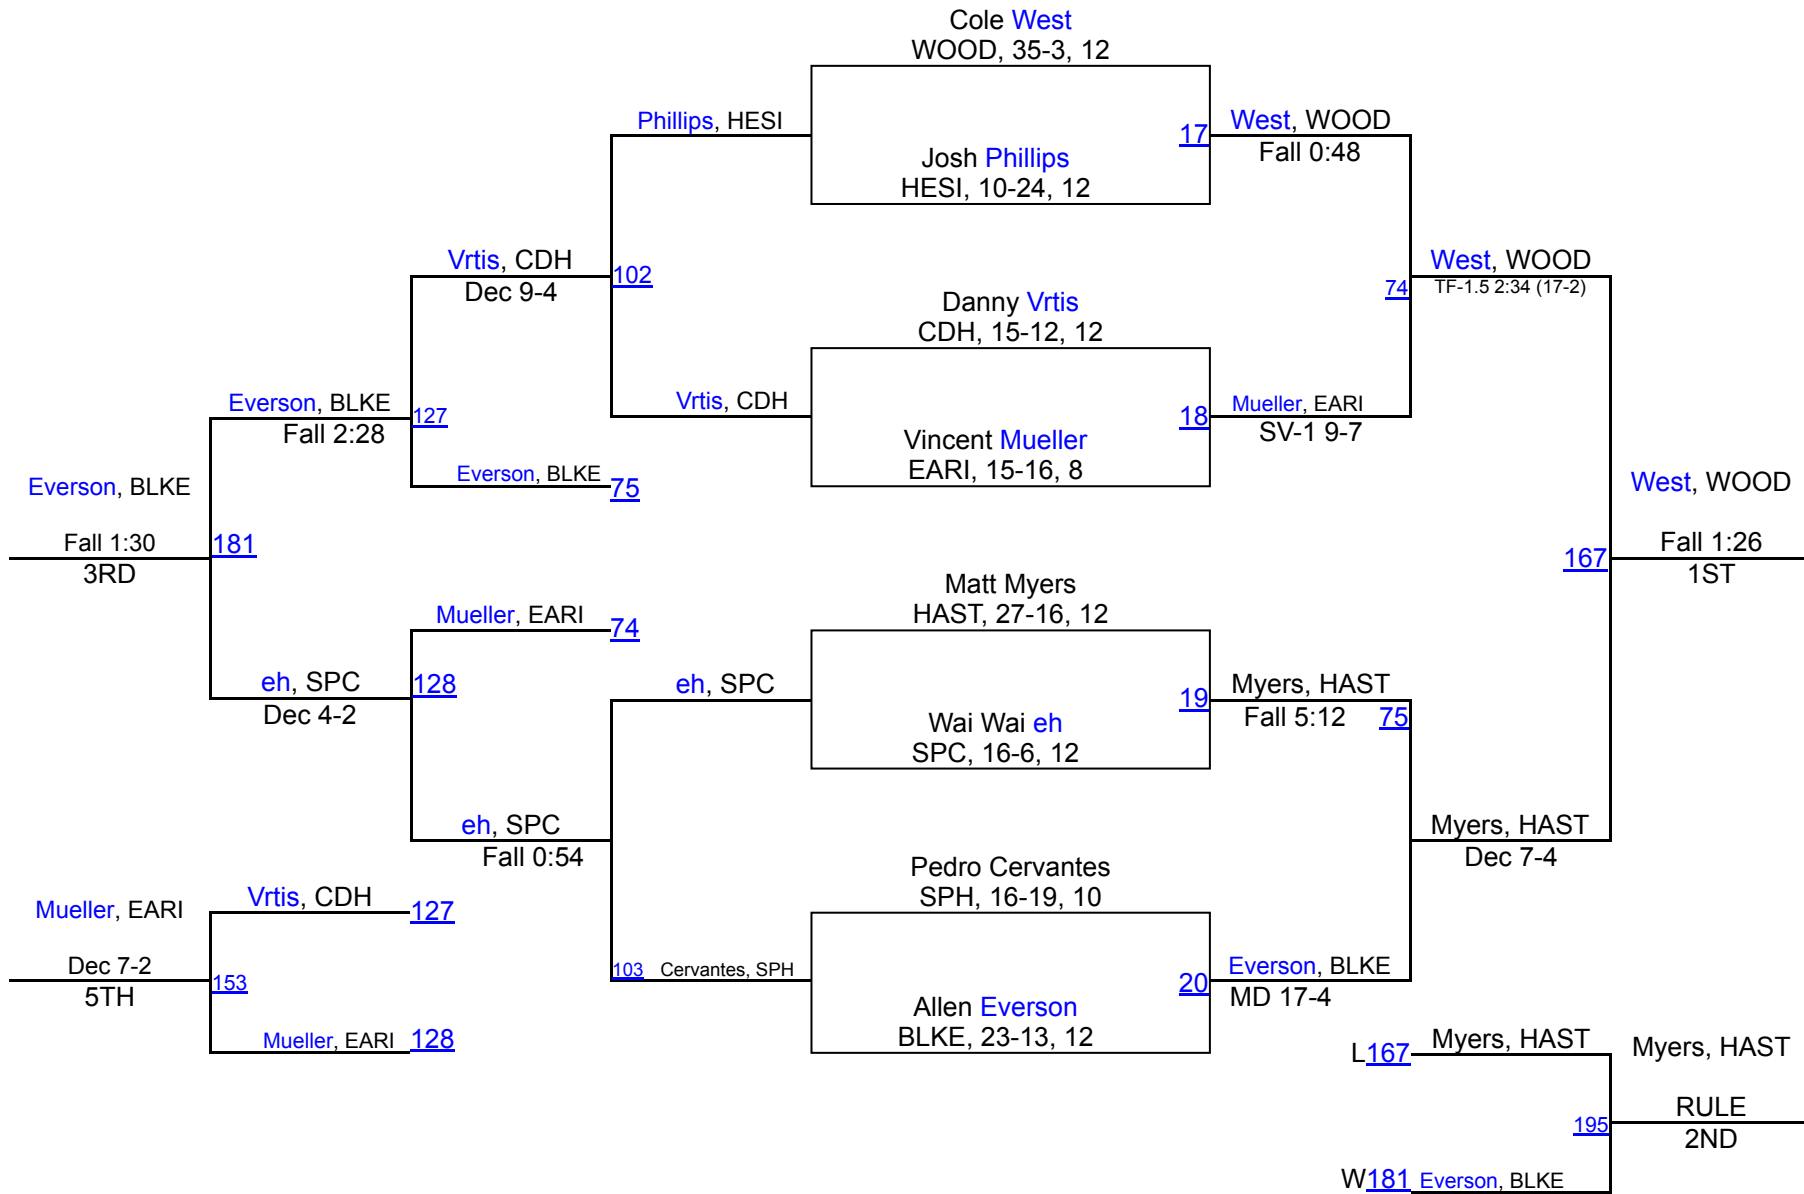 Cole West
WOOD, 35-3, 12
Phillips, HESI
17
West, WOOD
Fall 0:48
Josh Phillips
HESI, 10-24, 12
Vrtis, CDH
Dec 9-4
102
West, WOOD
TF-1.5 2:34 (17-2)
74
Danny Vrtis
CDH, 15-12, 12
Everson, BLKE
Fall 2:28
127
Vrtis, CDH
18
Mueller, EARI
SV-1 9-7
Vincent Mueller
EARI, 15-16, 8
Everson, BLKE
75
Everson, BLKE
West, WOOD
Fall 1:30
3RD
181
167
Fall 1:26
1ST
Matt Myers
HAST, 27-16, 12
Mueller, EARI
74
eh, SPC
Dec 4-2
128
eh, SPC
19
Myers, HAST
Fall 5:12
75
Wai Wai eh
SPC, 16-6, 12
eh, SPC
Fall 0:54
Myers, HAST
Dec 7-4
Pedro Cervantes
SPH, 16-19, 10
Mueller, EARI
Vrtis, CDH
127
Dec 7-2
5TH
153
103
Cervantes, SPH
20
Everson, BLKE
MD 17-4
Allen Everson
BLKE, 23-13, 12
Mueller, EARI
128
L167
Myers, HAST
Myers, HAST
RULE
2ND
195
W181
Everson, BLKE